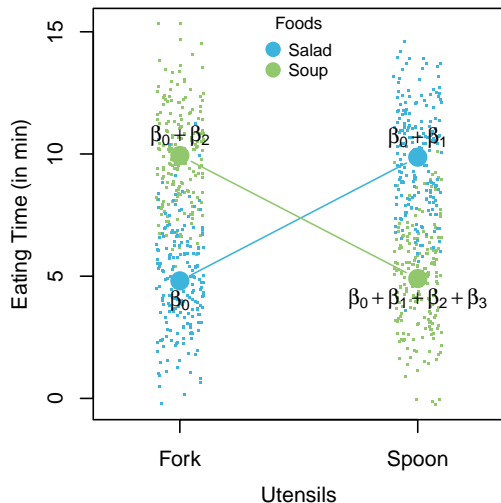 Foods
Salad
Soup
Eating Time (in min)
15
10
5
0
β₀ + β₂
β₀ + β₁
β₀
β₀ + β₁ + β₂ + β₃
Fork
Spoon
Utensils